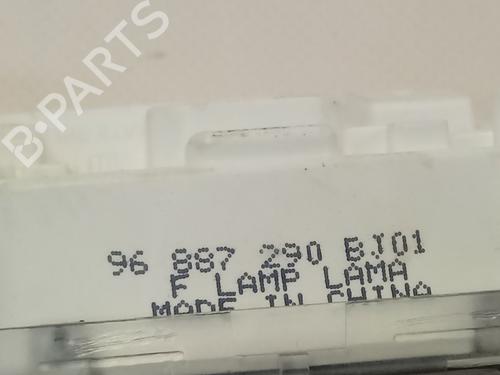 B-PARTS
96 887 290 BJ01
F LAMP LAMA
MADE IN CHINA